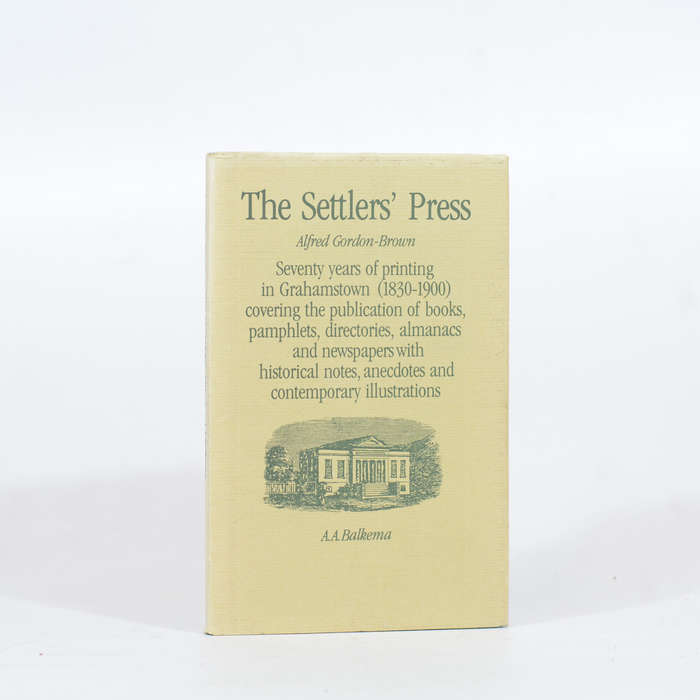 The Settlers' Press
Alfred Gordon-Brown
Seventy years of printing
in Grahamstown (1830-1900)
covering the publication of books,
pamphlets, directories, almanacs
and newspapers with
historical notes, anecdotes and
contemporary illustrations
A.A.Balkema